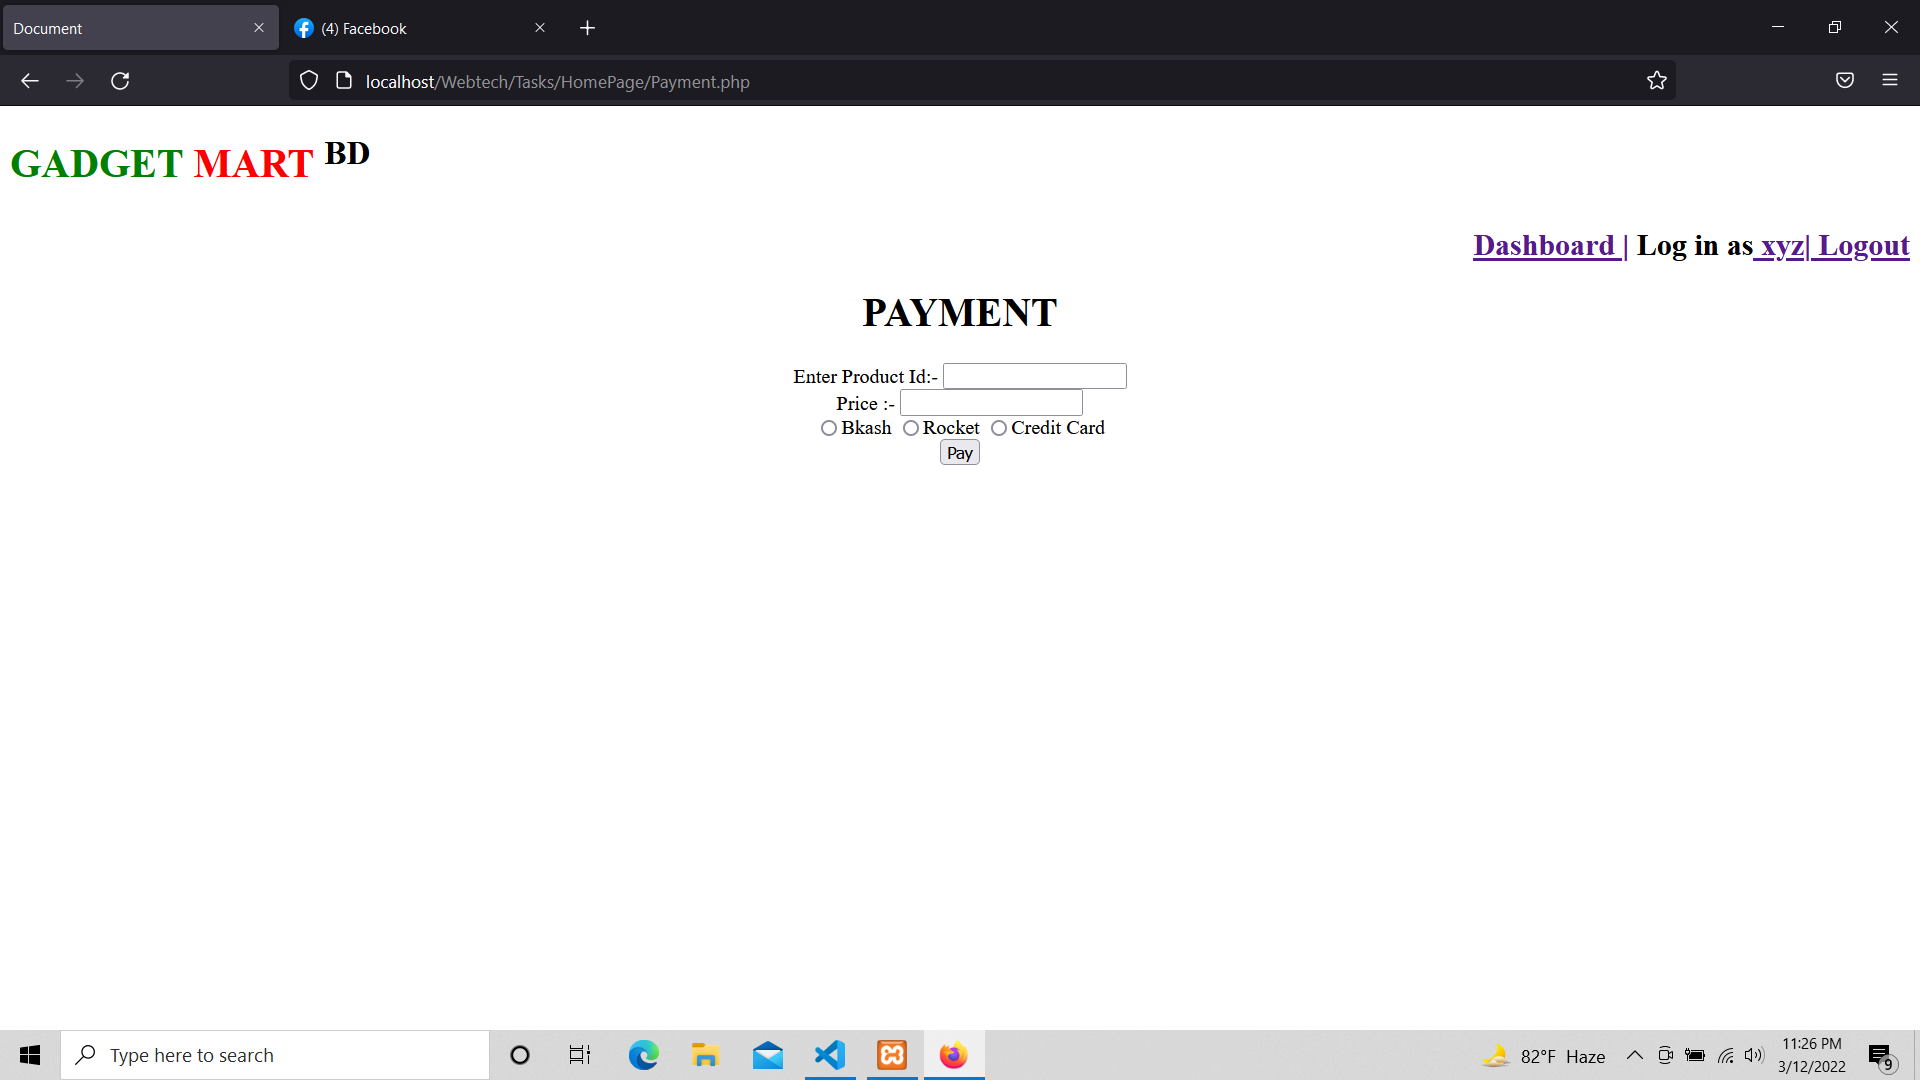 Document
(4) Facebook
localhost/Webtech/Tasks/HomePage/Payment.php
GADGET MART BD
Dashboard | Log in as xyz| Logout
PAYMENT
Enter Product Id:-
Price :-
Bkash Rocket Credit Card
Pay
Type here to search
82°F Haze
11:26 PM
3/12/2022
9